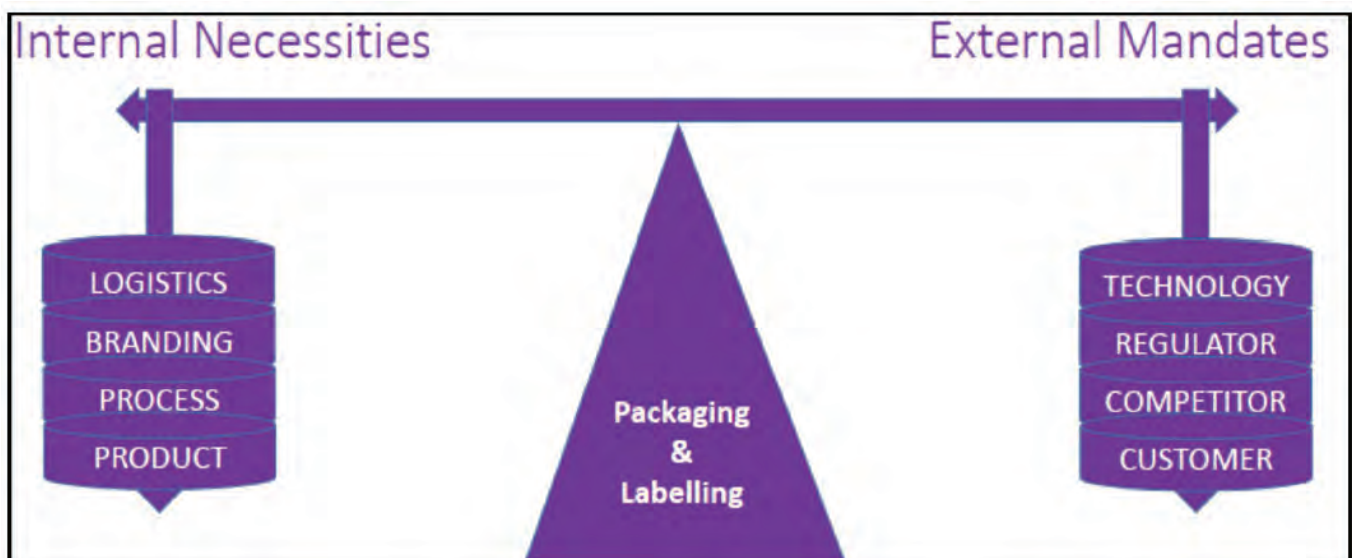 Internal Necessities
External Mandates
LOGISTICS
BRANDING
PROCESS
PRODUCT
Packaging
&
Labelling
TECHNOLOGY
REGULATOR
COMPETITOR
CUSTOMER